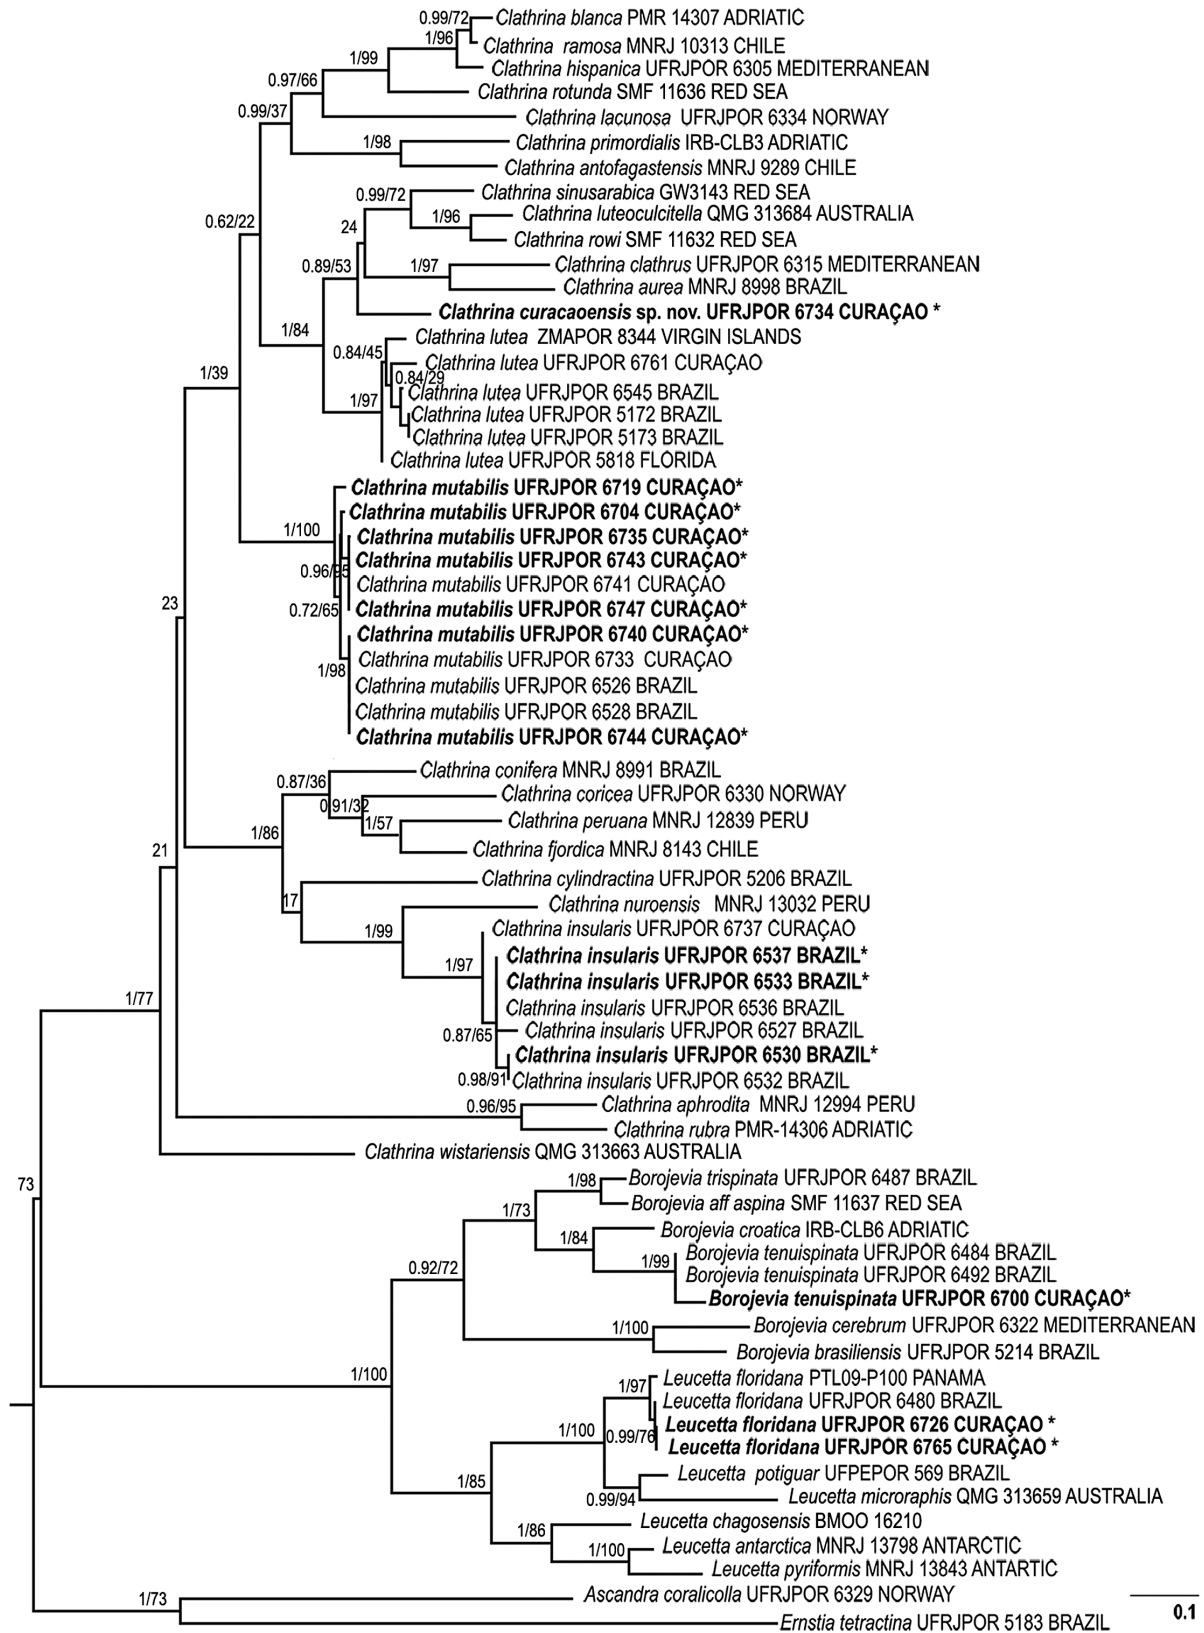 0.99/72 Clathrina blanca PMR 14307 ADRIATIC
1/96 Clathrina ramosa MNRJ 10313 CHILE
1/99 Clathrina hispanica UFRJPOR 6305 MEDITERRANEAN
0.97/66 Clathrina rotunda SMF 11636 RED SEA
0.99/37 Clathrina lacunosa UFRJPOR 6334 NORWAY
1/98 Clathrina primordialis IRB-CLB3 ADRIATIC
Clathrina antofagastensis MNRJ 9289 CHILE
0.99/72 Clathrina sinusarabica GW3143 RED SEA
0.62/22 1/96 Clathrina luteoculcitella QMG 313684 AUSTRALIA
24 Clathrina rowi SMF 11632 RED SEA
0.89/53 1/97 Clathrina clathrus UFRJPOR 6315 MEDITERRANEAN
Clathrina aurea MNRJ 8998 BRAZIL
Clathrina curacaoensis sp. nov. UFRJPOR 6734 CURAÇAO *
1/84 Clathrina lutea ZMAPOR 8344 VIRGIN ISLANDS
0.84/45 Clathrina lutea UFRJPOR 6761 CURAÇAO
1/39 0.84/29 Clathrina lutea UFRJPOR 6545 BRAZIL
1/97 Clathrina lutea UFRJPOR 5172 BRAZIL
Clathrina lutea UFRJPOR 5173 BRAZIL
Clathrina lutea UFRJPOR 5818 FLORIDA
Clathrina mutabilis UFRJPOR 6719 CURAÇAO*
Clathrina mutabilis UFRJPOR 6704 CURAÇAO*
1/100 Clathrina mutabilis UFRJPOR 6735 CURAÇAO*
Clathrina mutabilis UFRJPOR 6743 CURAÇAO*
0.96/95 Clathrina mutabilis UFRJPOR 6741 CURAÇAO
23 0.72/65 Clathrina mutabilis UFRJPOR 6747 CURAÇAO*
Clathrina mutabilis UFRJPOR 6740 CURAÇAO*
1/98 Clathrina mutabilis UFRJPOR 6733 CURAÇAO
Clathrina mutabilis UFRJPOR 6526 BRAZIL
Clathrina mutabilis UFRJPOR 6528 BRAZIL
Clathrina mutabilis UFRJPOR 6744 CURAÇAO*
0.87/36 Clathrina conifera MNRJ 8991 BRAZIL
0.91/32 Clathrina coricea UFRJPOR 6330 NORWAY
1/86 1/57 Clathrina peruana MNRJ 12839 PERU
21 Clathrina fjordica MNRJ 8143 CHILE
17 Clathrina cylindractina UFRJPOR 5206 BRAZIL
Clathrina nuroensis MNRJ 13032 PERU
1/99 Clathrina insularis UFRJPOR 6737 CURAÇAO
1/97 Clathrina insularis UFRJPOR 6537 BRAZIL*
Clathrina insularis UFRJPOR 6533 BRAZIL*
1/77 Clathrina insularis UFRJPOR 6536 BRAZIL
0.87/65 Clathrina insularis UFRJPOR 6527 BRAZIL
Clathrina insularis UFRJPOR 6530 BRAZIL*
0.98/91 Clathrina insularis UFRJPOR 6532 BRAZIL
0.96/95 Clathrina aphrodita MNRJ 12994 PERU
Clathrina rubra PMR-14306 ADRIATIC
Clathrina wistariensis QMG 313663 AUSTRALIA
73 1/98 Borojevia trispinata UFRJPOR 6487 BRAZIL
1/73 Borojevia aff aspina SMF 11637 RED SEA
1/84 Borojevia croatica IRB-CLB6 ADRIATIC
1/99 Borojevia tenuispinata UFRJPOR 6484 BRAZIL
0.92/72 Borojevia tenuispinata UFRJPOR 6492 BRAZIL
Borojevia tenuispinata UFRJPOR 6700 CURAÇAO*
1/100 Borojevia cerebrum UFRJPOR 6322 MEDITERRANEAN
Borojevia brasiliensis UFRJPOR 5214 BRAZIL
1/100 1/97 Leucetta floridana PTL09-P100 PANAMA
Leucetta floridana UFRJPOR 6480 BRAZIL
1/100 Leucetta floridana UFRJPOR 6726 CURAÇAO *
0.99/76 Leucetta floridana UFRJPOR 6765 CURAÇAO *
1/85 Leucetta potiguar UFPEPOR 569 BRAZIL
0.99/94 Leucetta microraphis QMG 313659 AUSTRALIA
1/86 Leucetta chagosensis BMOO 16210
1/100 Leucetta antarctica MNRJ 13798 ANTARCTIC
Leucetta pyriformis MNRJ 13843 ANTARTIC
1/73 Ascandra coralicolla UFRJPOR 6329 NORWAY
0.1
Ernstia tetractina UFRJPOR 5183 BRAZIL